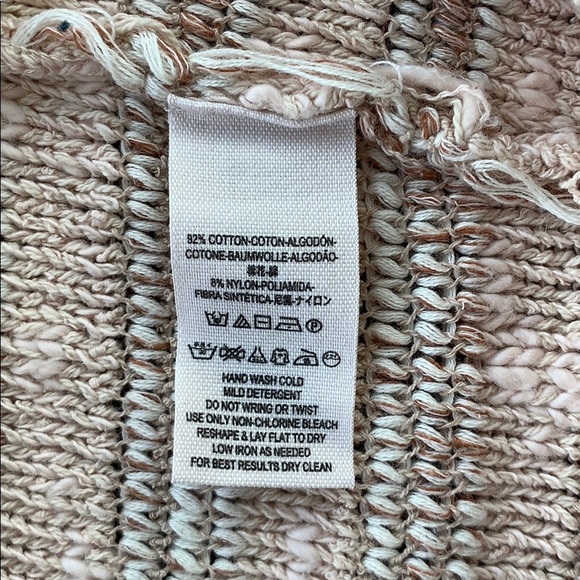 92% COTTON-COTON-ALGODÓN-
COTONE-BAUMWOLLE-ALGODÃO-
棉花-綿
8% NYLON-POLIAMIDA-
FIBRA SINTÉTICA-尼龍-ナイロン
HAND WASH COLD
MILD DETERGENT
DO NOT WRING OR TWIST
USE ONLY NON-CHLORINE BLEACH
RESHAPE & LAY FLAT TO DRY
LOW IRON AS NEEDED
FOR BEST RESULTS DRY CLEAN